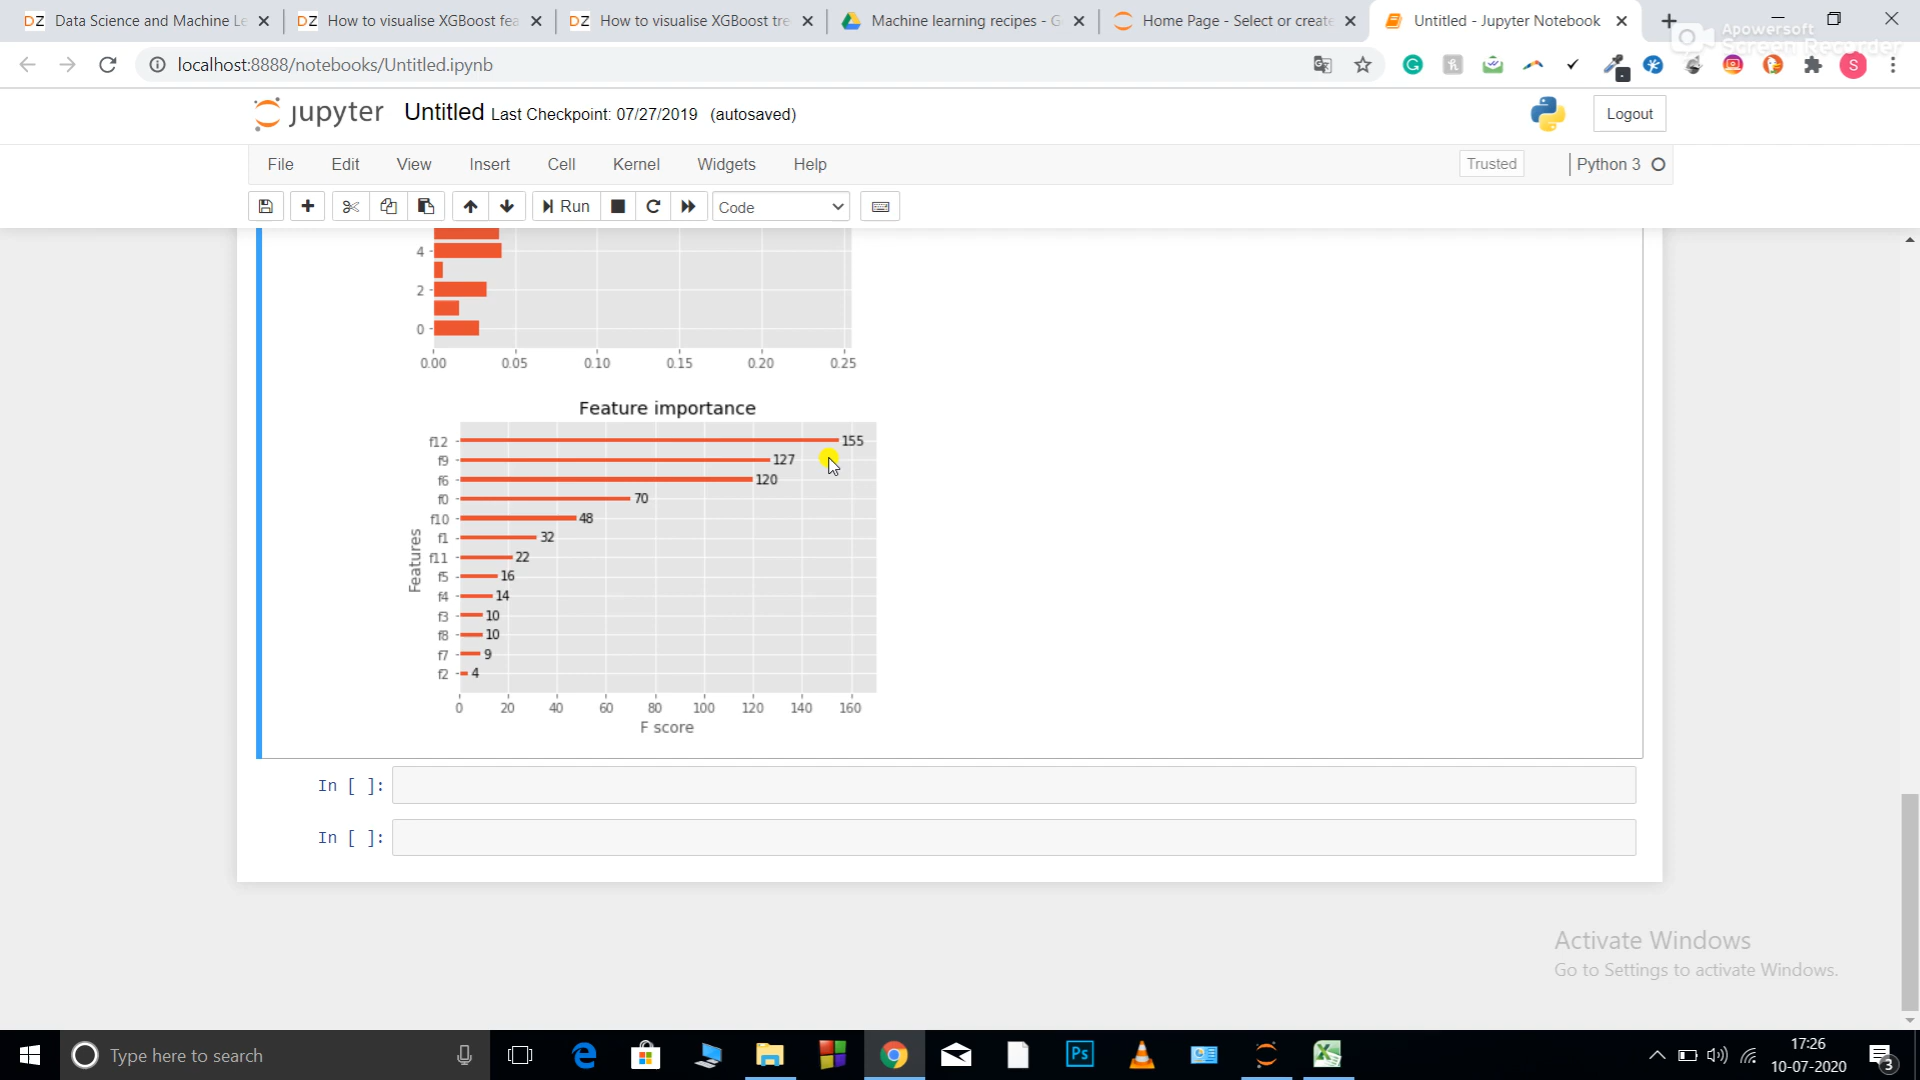 Data Science and Machine Le
How to visualise XGBoost fea
How to visualise XGBoost tre
Machine learning recipes - G
Home Page - Select or create
Untitled - Jupyter Notebook
Apowersoft
Screen Recorder
localhost:8888/notebooks/Untitled.ipynb
jupyter Untitled Last Checkpoint: 07/27/2019 (autosaved)
Logout
File Edit View Insert Cell Kernel Widgets Help
Trusted
Python 3
Run
Code
4
2
0
0.00 0.05 0.10 0.15 0.20 0.25
Feature importance
f12 155
f9 127
f6 120
f0 70
f10 48
f1 32
f11 22
f5 16
f4 14
f3 10
f8 10
f7 9
f2 4
Features
0 20 40 60 80 100 120 140 160
F score
In [ ]:
In [ ]:
Activate Windows
Go to Settings to activate Windows.
Type here to search
Ps
17:26
10-07-2020
3